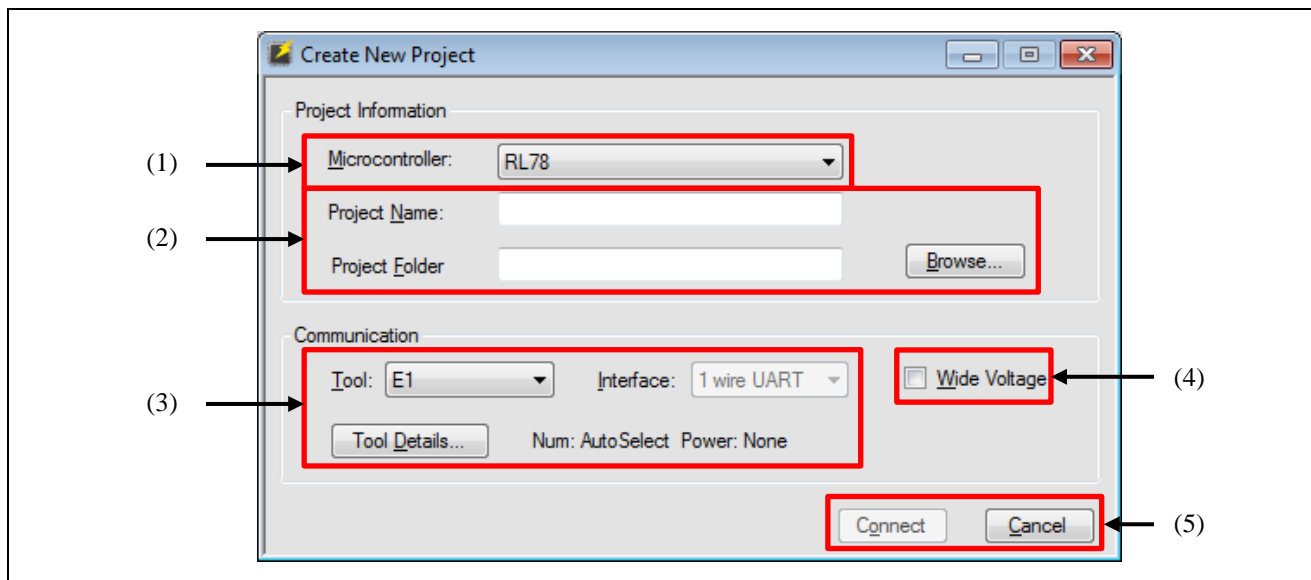 Create New Project
Project Information
(1)
Microcontroller:
RL78
Project Name:
(2)
Project Folder
Browse...
Communication
Tool:
E1
Interface:
1 wire UART
Wide Voltage
(4)
(3)
Tool Details...
Num: AutoSelect Power: None
Connect
Cancel
(5)